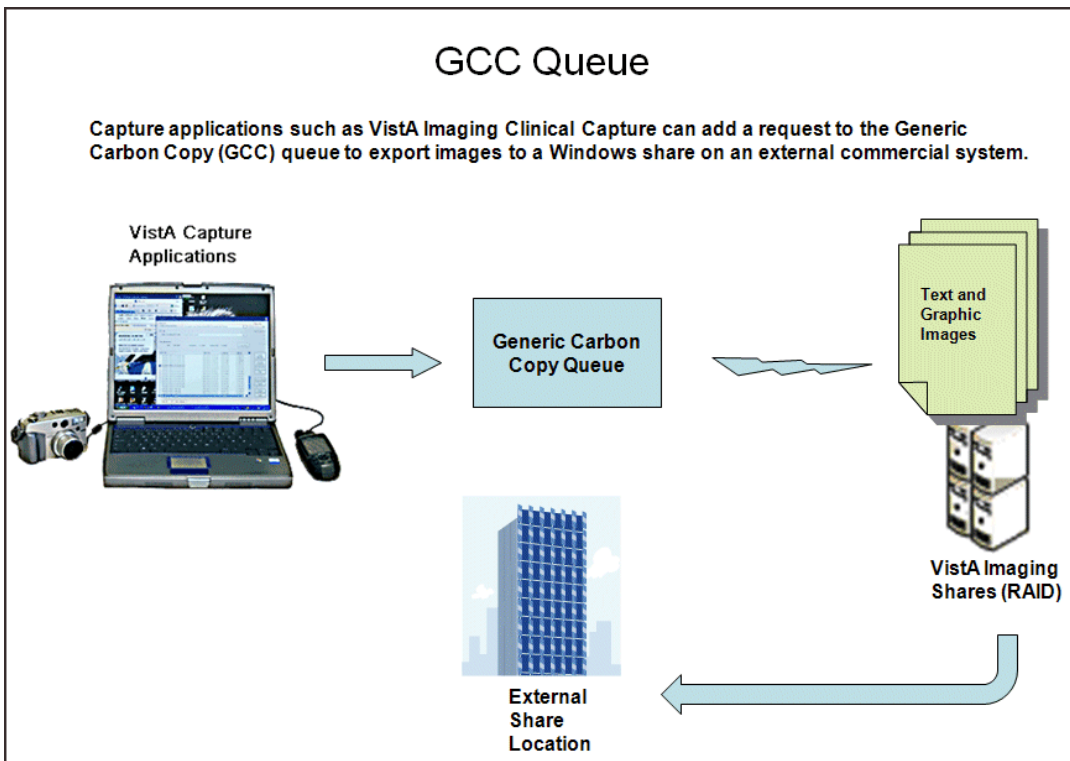 GCC Queue
Capture applications such as VistA Imaging Clinical Capture can add a request to the Generic
Carbon Copy (GCC) queue to export images to a Windows share on an external commercial system.
VistA Capture
Applications
Generic Carbon
Copy Queue
Text and
Graphic
Images
VistA Imaging
Shares (RAID)
External
Share
Location